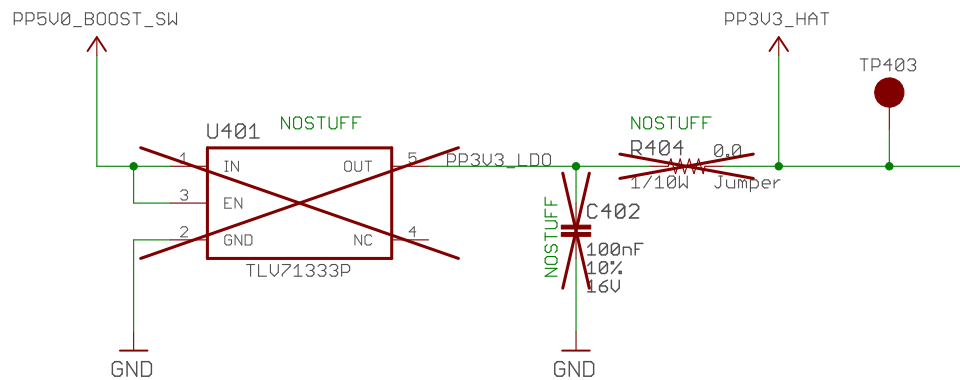 PP5V0_BOOST_SW
PP3V3_HAT
TP403
NOSTUFF
NOSTUFF
U401
R404
0.0
1
IN
OUT
5
PP3V3_LDO
1/10W
Jumper
3
EN
NOSTUFF
C402
2
GND
NC
4
100nF
10%
16V
TLV71333P
GND
GND